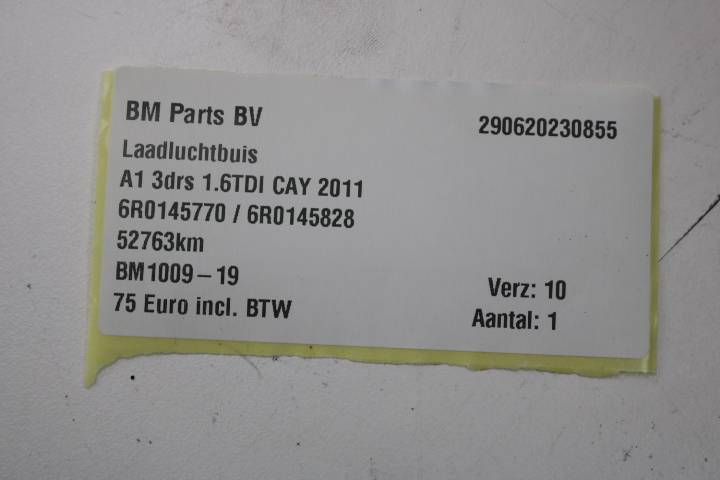 BM Parts BV
290620230855
Laadluchtbuis
A1 3drs 1.6TDI CAY 2011
6R0145770 / 6R0145828
52763km
BM1009-19
75 Euro incl. BTW
Verz: 10
Aantal: 1